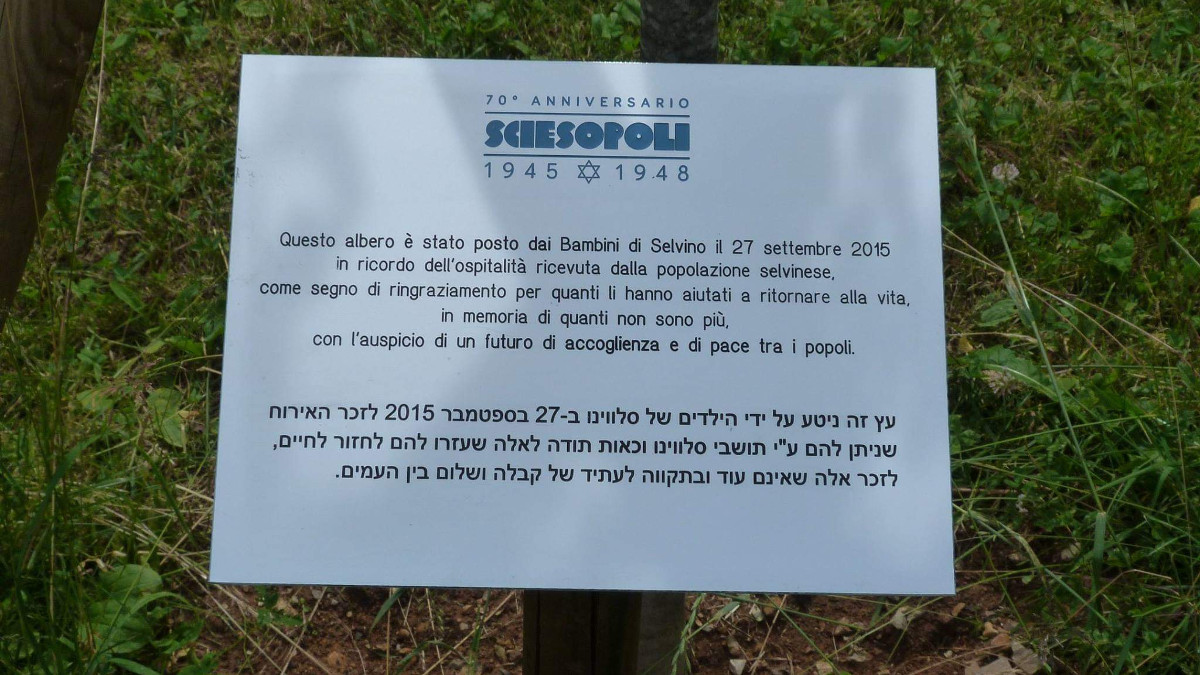 70° ANNIVERSARIO
SCIESOPOLI
1945 ✡ 1948
Questo albero è stato posto dai Bambini di Selvino il 27 settembre 2015
in ricordo dell'ospitalità ricevuta dalla popolazione selvinese,
come segno di ringraziamento per quanti li hanno aiutati a ritornare alla vita,
in memoria di quanti non sono più,
con l'auspicio di un futuro di accoglienza e di pace tra i popoli.
עץ זה ניטע על ידי הילדים של סלווינו ב-27 בספטמבר 2015 לזכר האירוח
שניתן להם ע"י תושבי סלווינו וכאות תודה לאלה שעזרו להם לחזור לחיים,
לזכר אלה שאינם עוד ובתקווה לעתיד של קבלה ושלום בין העמים.